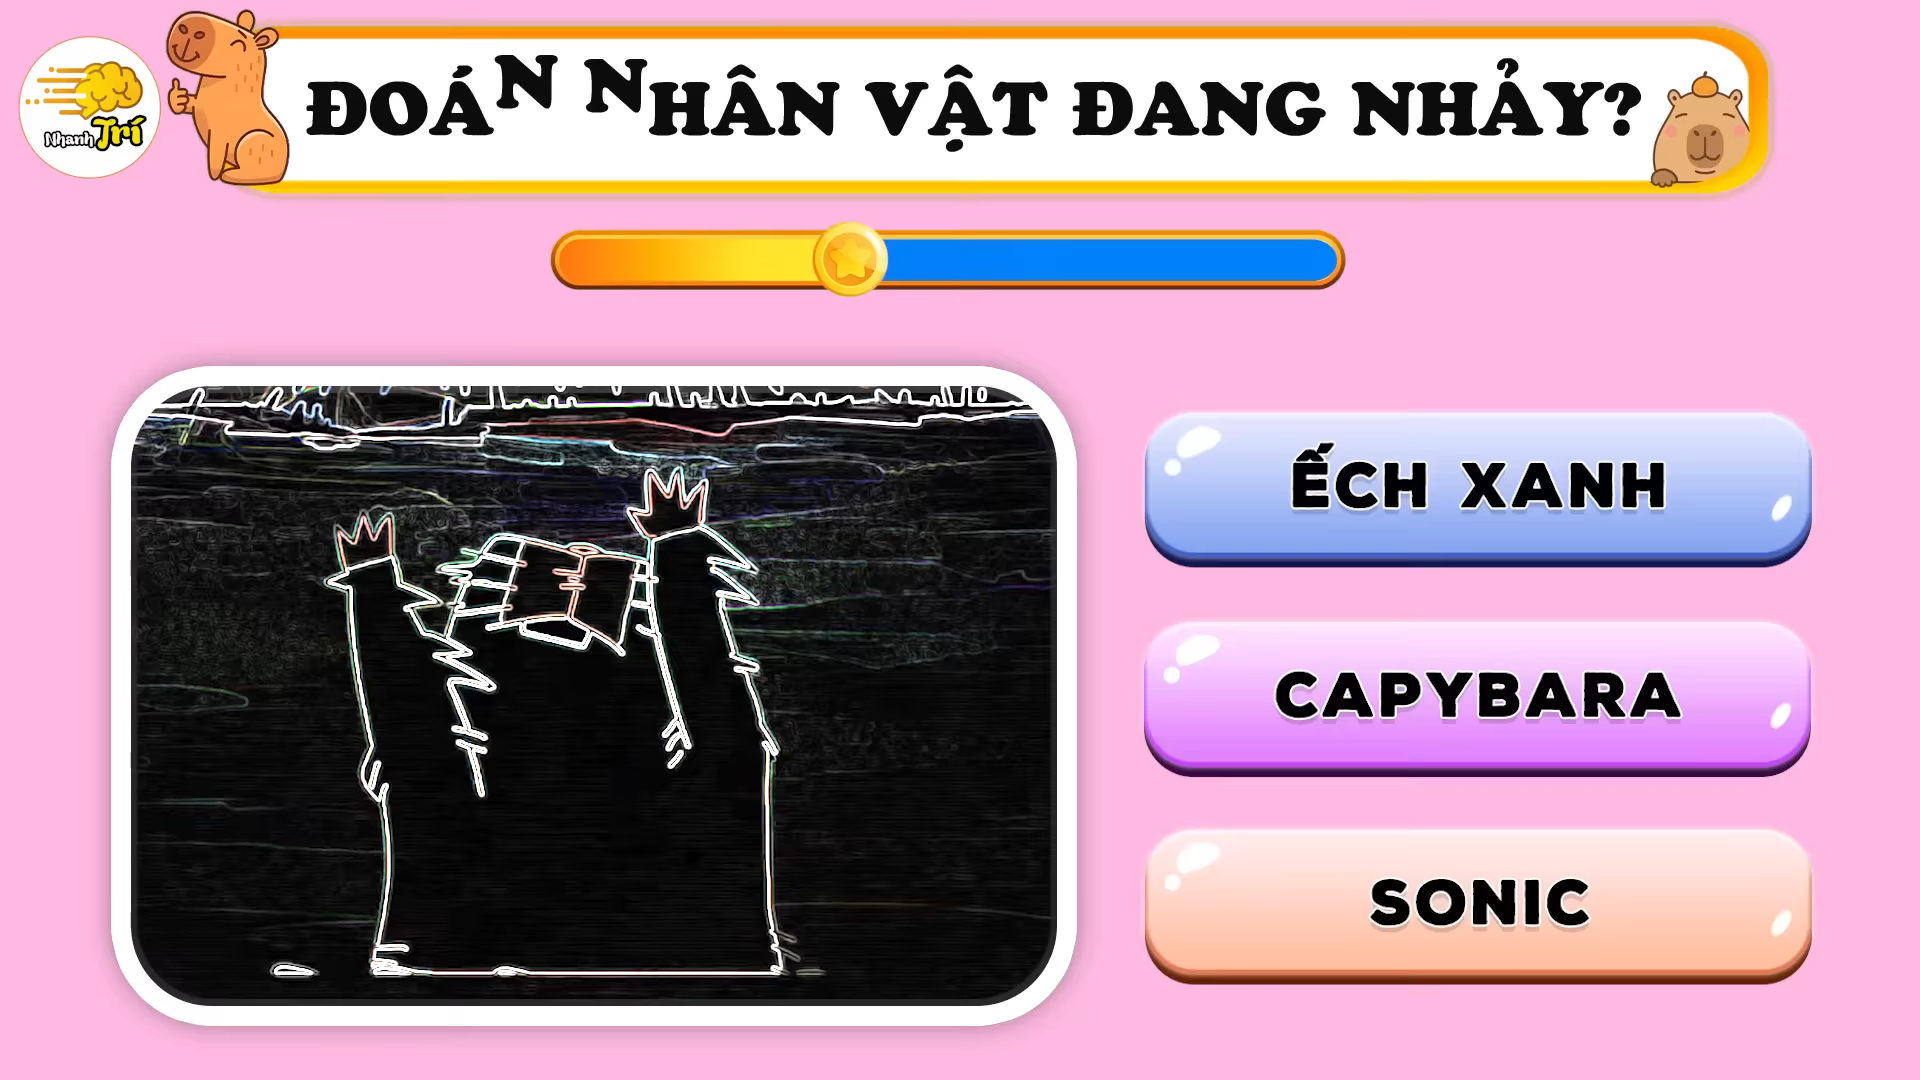 Nhanh Trí
ĐOÁN NHÂN VẬT ĐANG NHẢY?
ẾCH XANH
CAPYBARA
SONIC